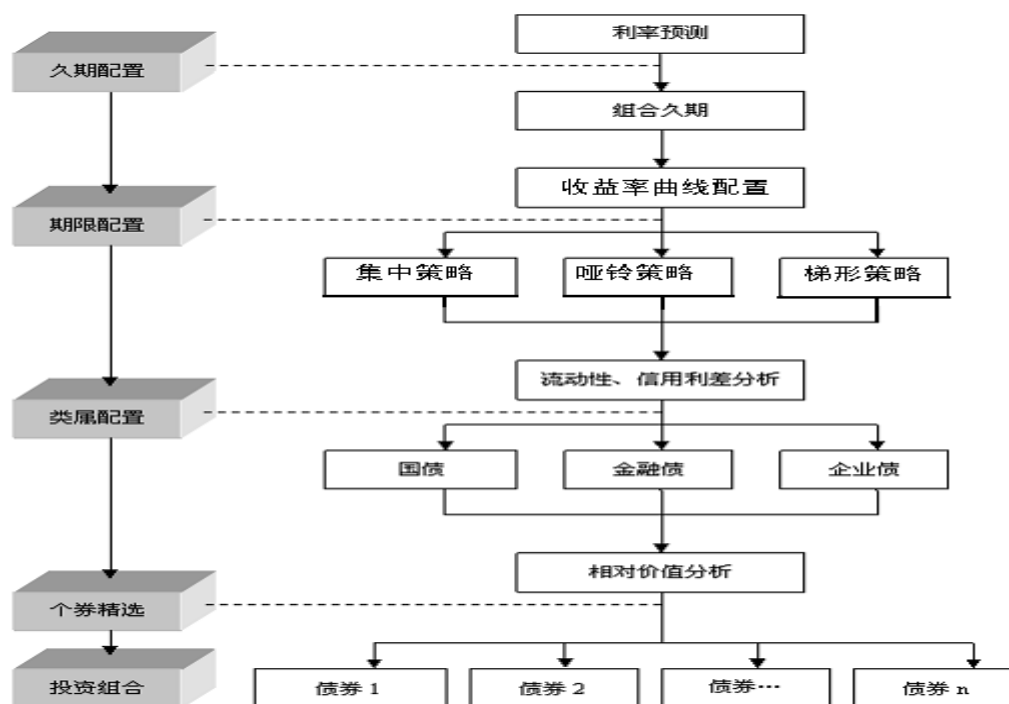 利率预测
久期配置
组合久期
收益率曲线配置
期限配置
集中策略
哑铃策略
梯形策略
流动性、信用利差分析
类属配置
国债
金融债
企业债
相对价值分析
个券精选
投资组合
债券 1
债券 2
债券…
债券 n